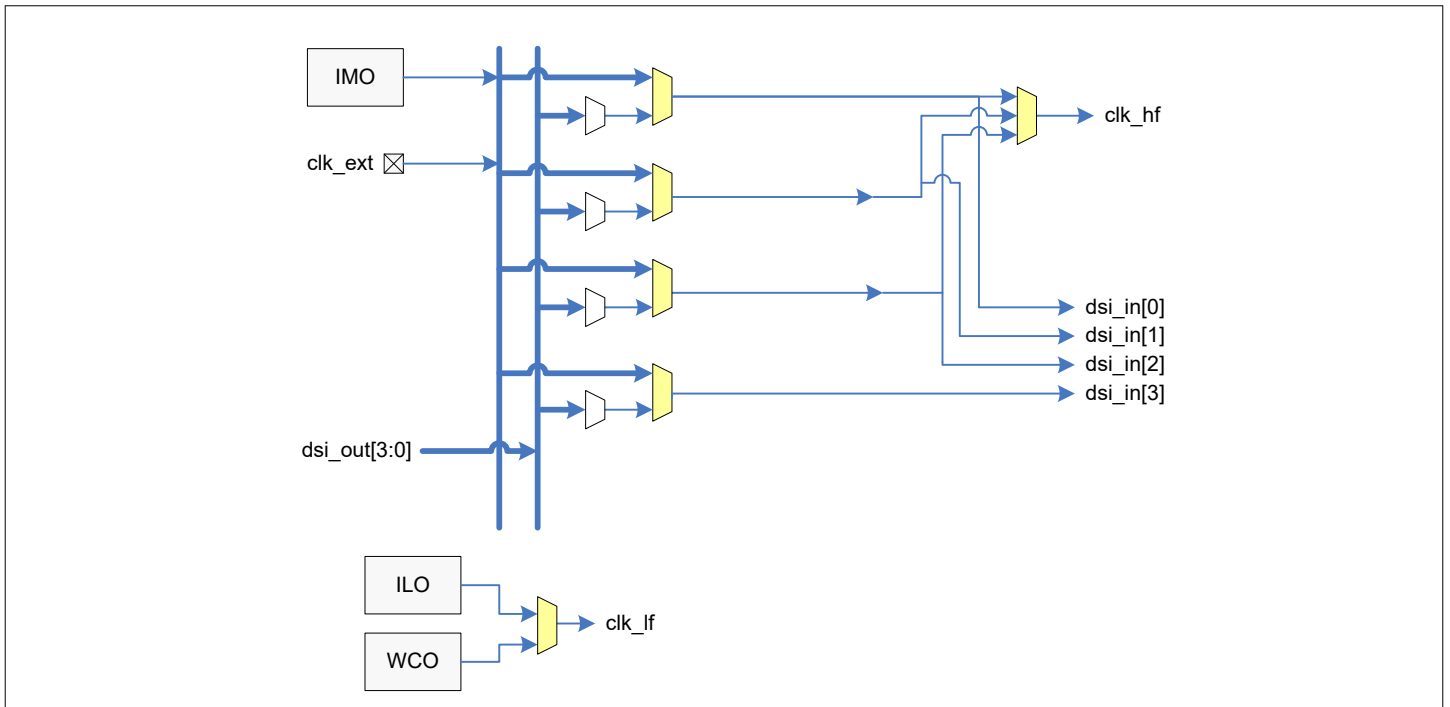 IMO
clk_hf
clk_ext
dsi_in[0]
dsi_in[1]
dsi_in[2]
dsi_in[3]
dsi_out[3:0]
ILO
clk_lf
WCO